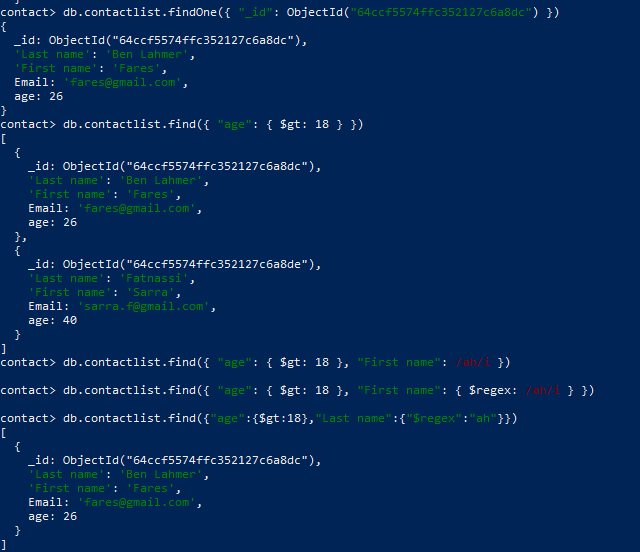 contact> db.contactlist.findOne({ "_id": ObjectId("64ccf5574ffc352127c6a8dc") })
{
  _id: ObjectId("64ccf5574ffc352127c6a8dc"),
  'Last name': 'Ben Lahmer',
  'First name': 'Fares',
  Email: 'fares@gmail.com',
  age: 26
}
contact> db.contactlist.find({ "age": { $gt: 18 } })
[
  {
    _id: ObjectId("64ccf5574ffc352127c6a8dc"),
    'Last name': 'Ben Lahmer',
    'First name': 'Fares',
    Email: 'fares@gmail.com',
    age: 26
  },
  {
    _id: ObjectId("64ccf5574ffc352127c6a8de"),
    'Last name': 'Fatnassi',
    'First name': 'Sarra',
    Email: 'sarra.f@gmail.com',
    age: 40
  }
]
contact> db.contactlist.find({ "age": { $gt: 18 }, "First name": /ah/i })
contact> db.contactlist.find({ "age": { $gt: 18 }, "First name": { $regex: /ah/i } })
contact> db.contactlist.find({"age":{$gt:18},"Last name":{"$regex":"ah"}})
[
  {
    _id: ObjectId("64ccf5574ffc352127c6a8dc"),
    'Last name': 'Ben Lahmer',
    'First name': 'Fares',
    Email: 'fares@gmail.com',
    age: 26
  }
]